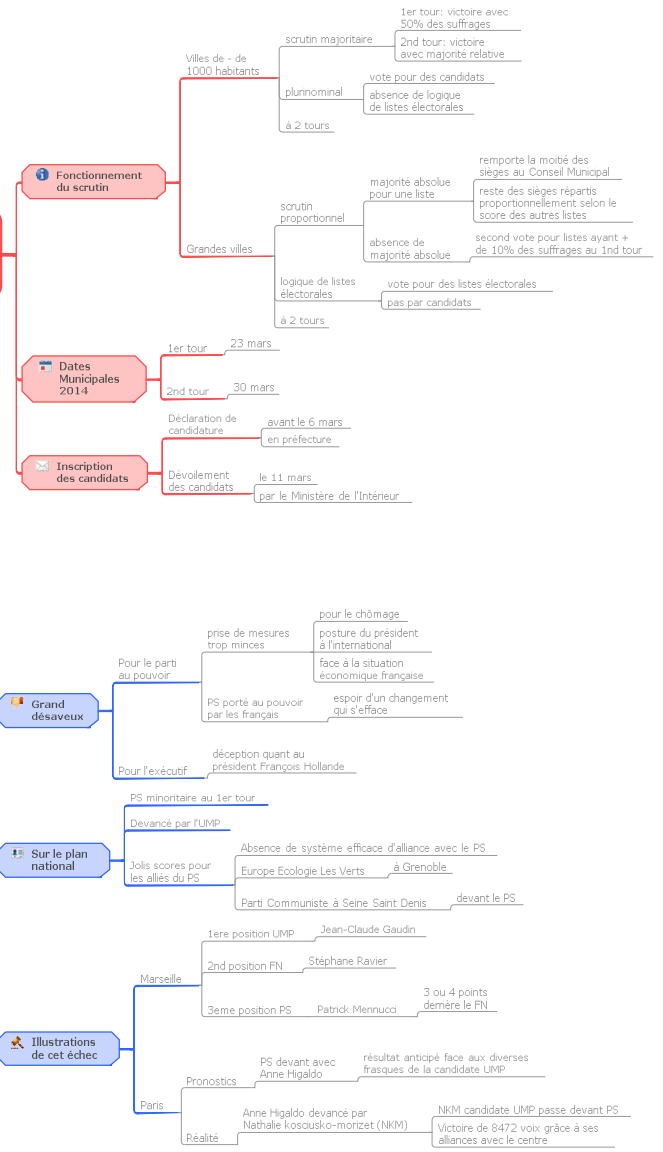 Fonctionnement
du scrutin
Villes de - de
1000 habitants
scrutin majoritaire
1er tour: victoire avec
50% des suffrages
2nd tour: victoire
avec majorité relative
plurinominal
vote pour des candidats
absence de logique
de listes électorales
à 2 tours
Grandes villes
scrutin
proportionnel
majorité absolue
pour une liste
remporte la moitié des
sièges au Conseil Municipal
reste des sièges répartis
proportionnellement selon le
score des autres listes
absence de
majorité absolue
second vote pour listes ayant +
de 10% des suffrages au 1nd tour
logique de listes
électorales
vote pour des listes électorales
pas par candidats
à 2 tours
Dates
Municipales
2014
1er tour
23 mars
2nd tour
30 mars
Inscription
des candidats
Déclaration de
candidature
avant le 6 mars
en préfecture
Dévoilement
des candidats
le 11 mars
par le Ministère de l'Intérieur
Grand
désaveux
Pour le parti
au pouvoir
prise de mesures
trop minces
pour le chômage
posture du président
à l'international
face à la situation
économique française
PS porté au pouvoir
par les français
espoir d'un changement
qui s'efface
Pour l'exécutif
déception quant au
président François Hollande
Sur le plan
national
PS minoritaire au 1er tour
Devancé par l'UMP
Jolis scores pour
les alliés du PS
Absence de système efficace d'alliance avec le PS
Europe Ecologie Les Verts
à Grenoble
Parti Communiste à Seine Saint Denis
devant le PS
Illustrations
de cet échec
Marseille
1ere position UMP
Jean-Claude Gaudin
2nd position FN
Stéphane Ravier
3eme position PS
Patrick Mennucci
3 ou 4 points
derrière le FN
Paris
Pronostics
PS devant avec
Anne Higaldo
résultat anticipé face aux diverses
frasques de la candidate UMP
Réalité
Anne Higaldo devancé par
Nathalie kosciusko-morizet (NKM)
NKM candidate UMP passe devant PS
Victoire de 8472 voix grâce à ses
alliances avec le centre